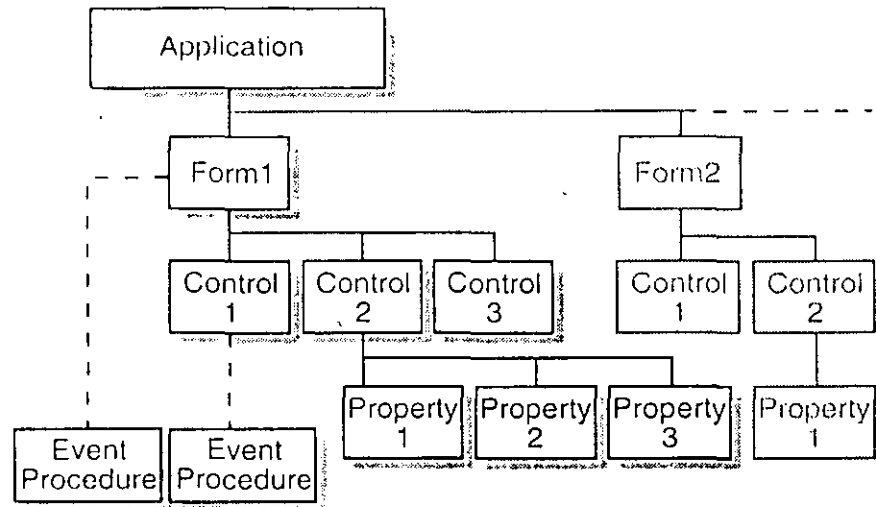 Application
Form1
Form2
Control
1
Control
2
Control
3
Control
1
Control
2
Property
1
Property
2
Property
3
Property
1
Event
Procedure
Event
Procedure